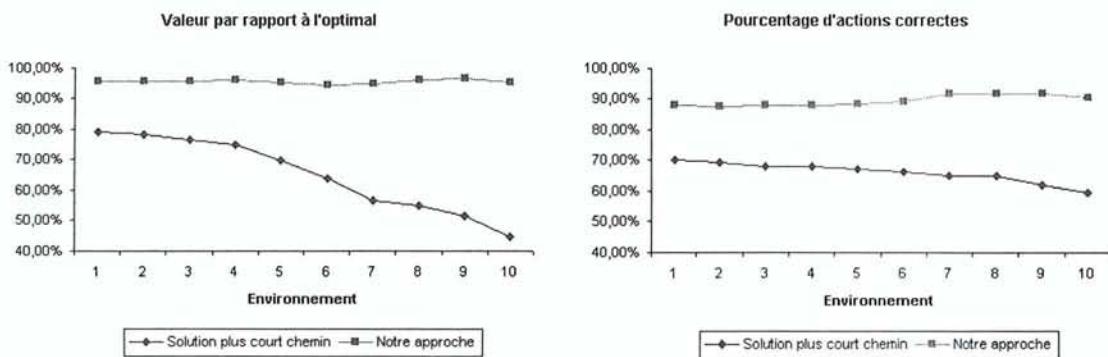 Valeur par rapport à l'optimal
100,00%
90,00%
80,00%
70,00%
60,00%
50,00%
40,00%
1 2 3 4 5 6 7 8 9 10
Environnement
Solution plus court chemin Notre approche
Pourcentage d'actions correctes
100,00%
90,00%
80,00%
70,00%
60,00%
50,00%
40,00%
1 2 3 4 5 6 7 8 9 10
Environnement
Solution plus court chemin Notre approche